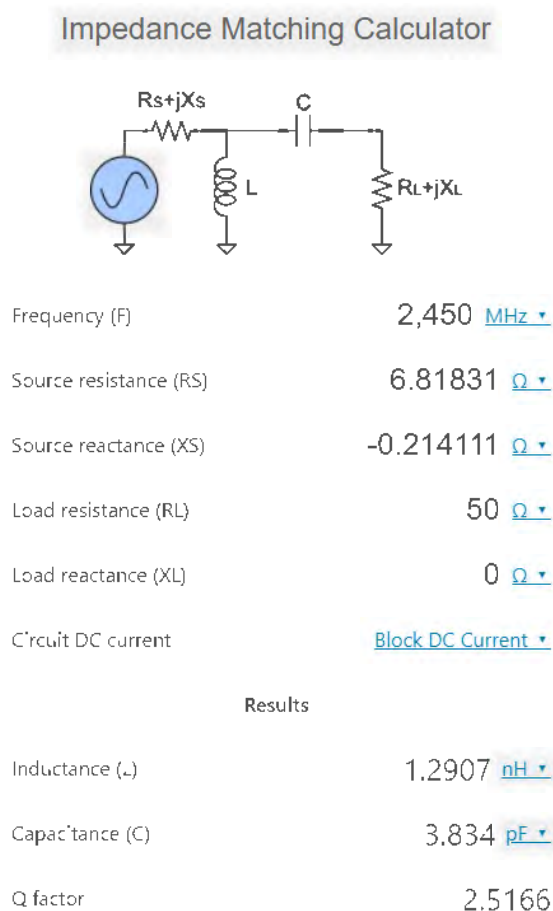 Impedance Matching Calculator
Rs+jXs
C
L
RL+jXL
Frequency (F) 2,450 MHz
Source resistance (RS) 6.81831 Ω
Source reactance (XS) -0.214111 Ω
Load resistance (RL) 50 Ω
Load reactance (XL) 0 Ω
Circuit DC current Block DC Current
Results
Inductance (L) 1.2907 nH
Capacitance (C) 3.834 pF
Q factor 2.5166